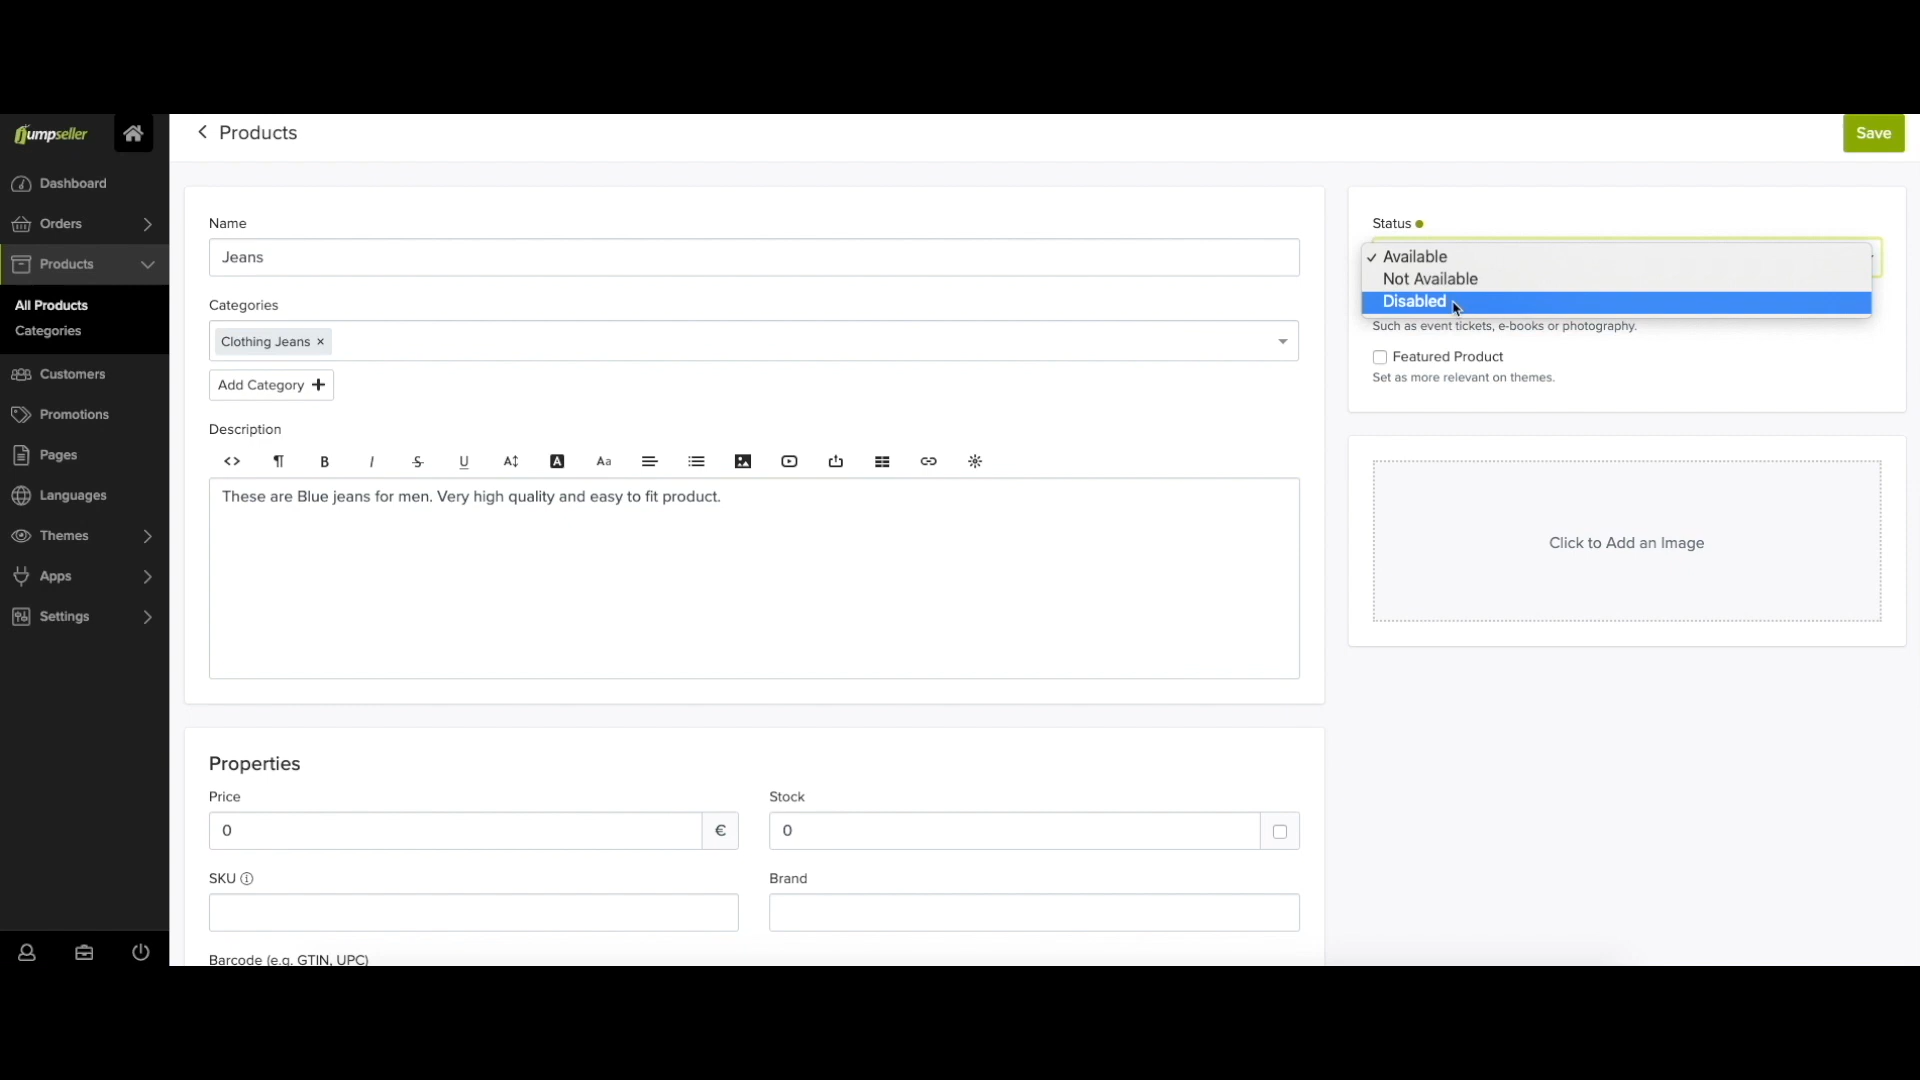 Jumpseller
Products
Save
Dashboard
Orders
Products
All Products
Categories
Customers
Promotions
Pages
Languages
Themes
Apps
Settings
Name
Jeans
Categories
Clothing Jeans ×
Add Category +
Description
These are Blue jeans for men. Very high quality and easy to fit product.
Properties
Price
0 €
Stock
0
SKU
Brand
Barcode (e.g. GTIN, UPC)
Status
✓ Available
Not Available
Disabled
Such as event tickets, e-books or photography.
Featured Product
Set as more relevant on themes.
Click to Add an Image